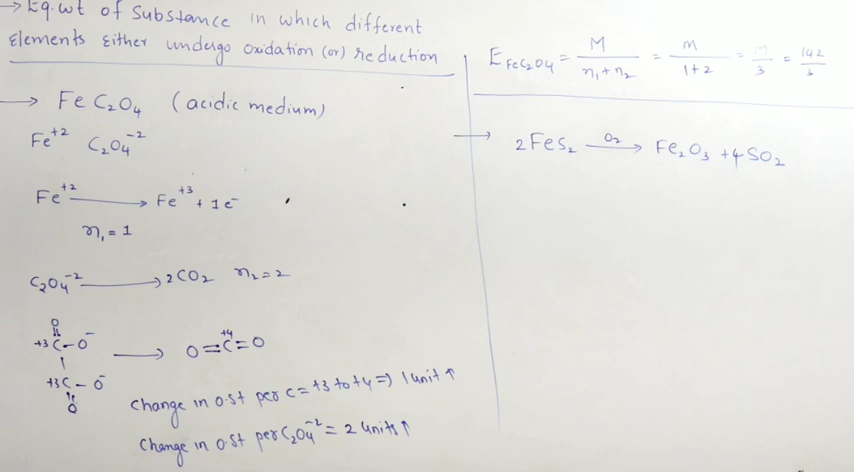 → Eq.wt of Substance in which different
elements either undergo oxidation (or) reduction
→ FeC₂O₄ (acidic medium)
Fe⁺² C₂O₄⁻²
Fe⁺² → Fe⁺³ + 1e⁻
n₁ = 1
C₂O₄⁻² → 2CO₂ n₂ = 2
O
+3C - O⁻ → O=C=O +4
+3C - O⁻
O
Change in o.st per C = +3 to +4 ⇒ 1 unit ↑
Change in o.st per C₂O₄⁻² = 2 units ↑
E FeC₂O₄ = M/(n₁+n₂) = m/(1+2) = M/3 = 142/3
→ 2FeS₂ —O₂→ Fe₂O₃ + 4SO₂